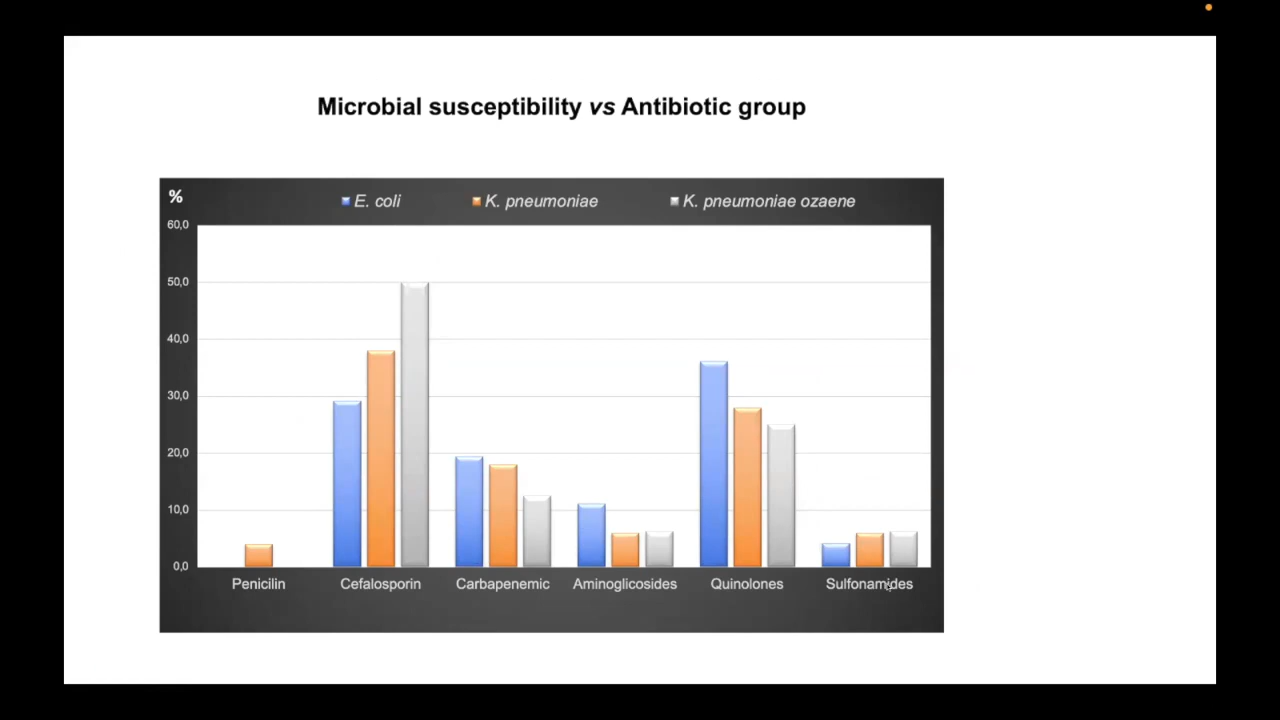 Microbial susceptibility vs Antibiotic group
%
E. coli K. pneumoniae K. pneumoniae ozaene
60,0
50,0
40,0
30,0
20,0
10,0
0,0
Penicilin Cefalosporin Carbapenemic Aminoglicosides Quinolones Sulfonamides